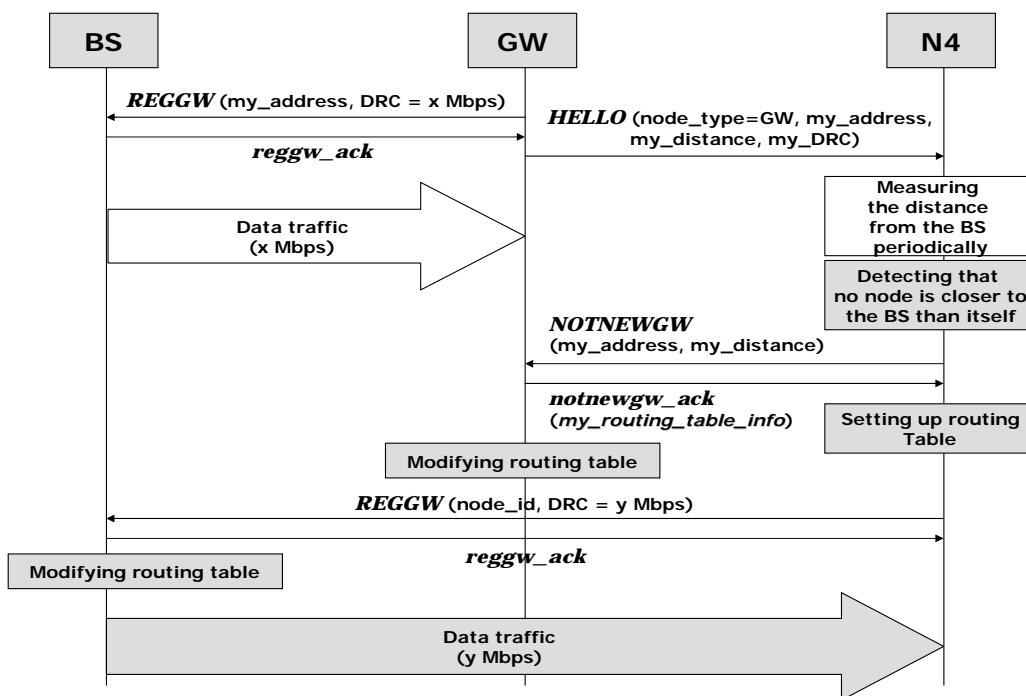 BS
GW
N4
REGGW (my_address, DRC = x Mbps)
HELLO (node_type=GW, my_address,
my_distance, my_DRC)
reggw_ack
Measuring
the distance
from the BS
periodically
Data traffic
(x Mbps)
Detecting that
no node is closer to
the BS than itself
NOTNEWGW
(my_address, my_distance)
notnewgw_ack
(my_routing_table_info)
Setting up routing
Table
Modifying routing table
REGGW (node_id, DRC = y Mbps)
reggw_ack
Modifying routing table
Data traffic
(y Mbps)